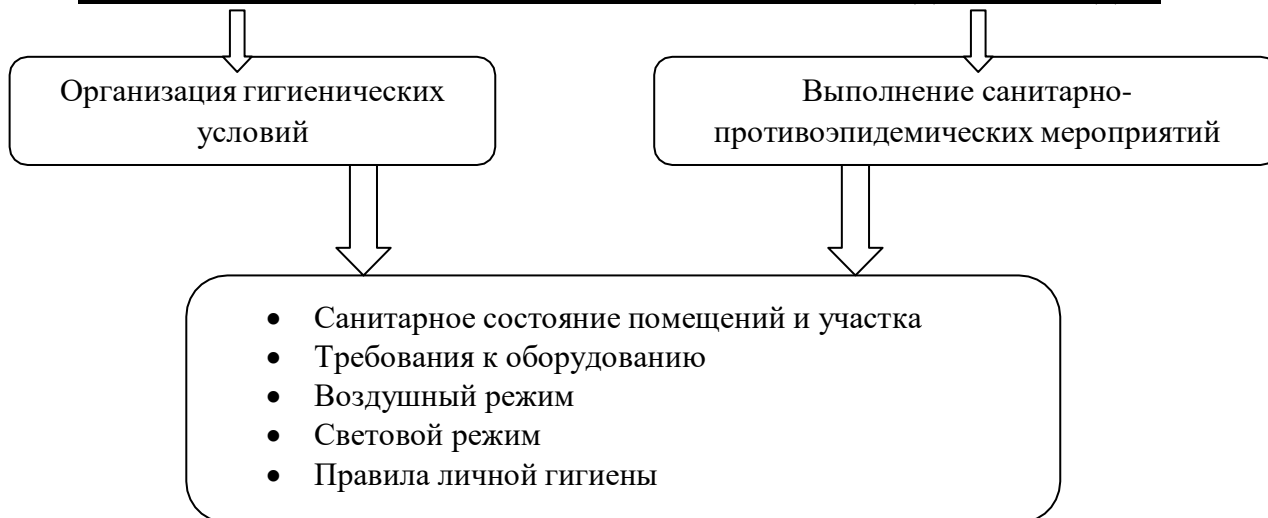 Организация гигиенических
условий
Выполнение санитарно-
противоэпидемических мероприятий
• Санитарное состояние помещений и участка
• Требования к оборудованию
• Воздушный режим
• Световой режим
• Правила личной гигиены